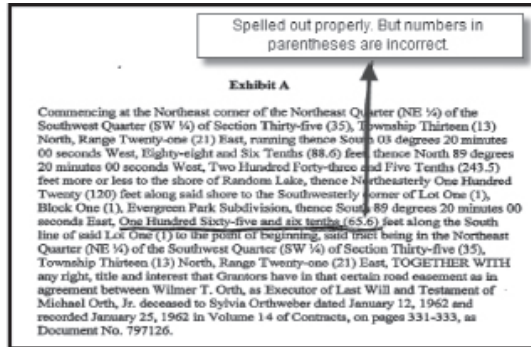 Spelled out properly. But numbers in
parentheses are incorrect.
Exhibit A
Commencing at the Northeast corner of the Northeast Quarter (NE ¼) of the
Southwest Quarter (SW ¼) of Section Thirty-five (35), Township Thirteen (13)
North, Range Twenty-one (21) East, running thence South 03 degrees 20 minutes
00 seconds West, Eighty-eight and Six Tenths (88.6) feet thence North 89 degrees
20 minutes 00 seconds West, Two Hundred Forty-three and Five Tenths (243.5)
feet more or less to the shore of Random Lake, thence Northeasterly One Hundred
Twenty (120) feet along said shore to the Southwesterly corner of Lot One (1),
Block One (1), Evergreen Park Subdivision, thence South 89 degrees 20 minutes 00
seconds East, One Hundred Sixty-five and six tenths (65.6) feet along the South
line of said Lot One (1) to the point of beginning, said tract being in the Northeast
Quarter (NE ¼) of the Southwest Quarter (SW ¼) of Section Thirty-five (35),
Township Thirteen (13) North, Range Twenty-one (21) East, TOGETHER WITH
any right, title and interest that Grantors have in that certain road easement as in
agreement between Wilmer T. Orth, as Executor of Last Will and Testament of
Michael Orth, Jr. deceased to Sylvia Orthweber dated January 12, 1962 and
recorded January 25, 1962 in Volume 14 of Contracts, on pages 331-333, as
Document No. 797126.